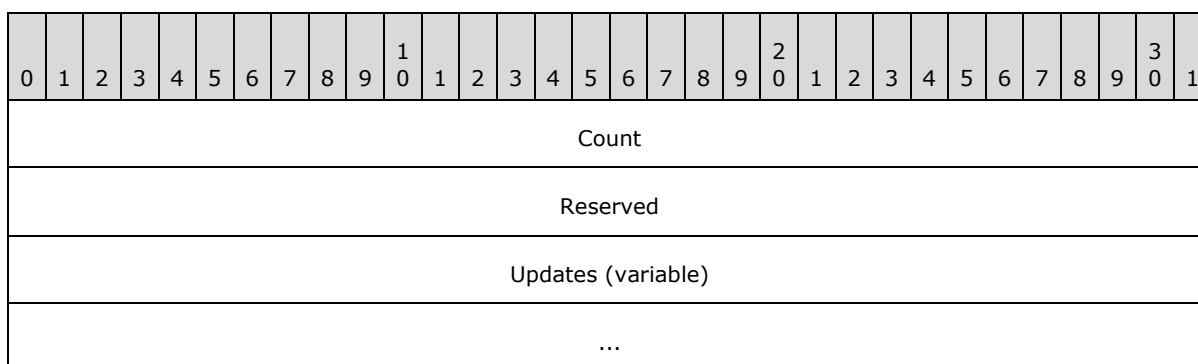 1 2 3
0 1 2 3 4 5 6 7 8 9 0 1 2 3 4 5 6 7 8 9 0 1 2 3 4 5 6 7 8 9 0 1
Count
Reserved
Updates (variable)
...